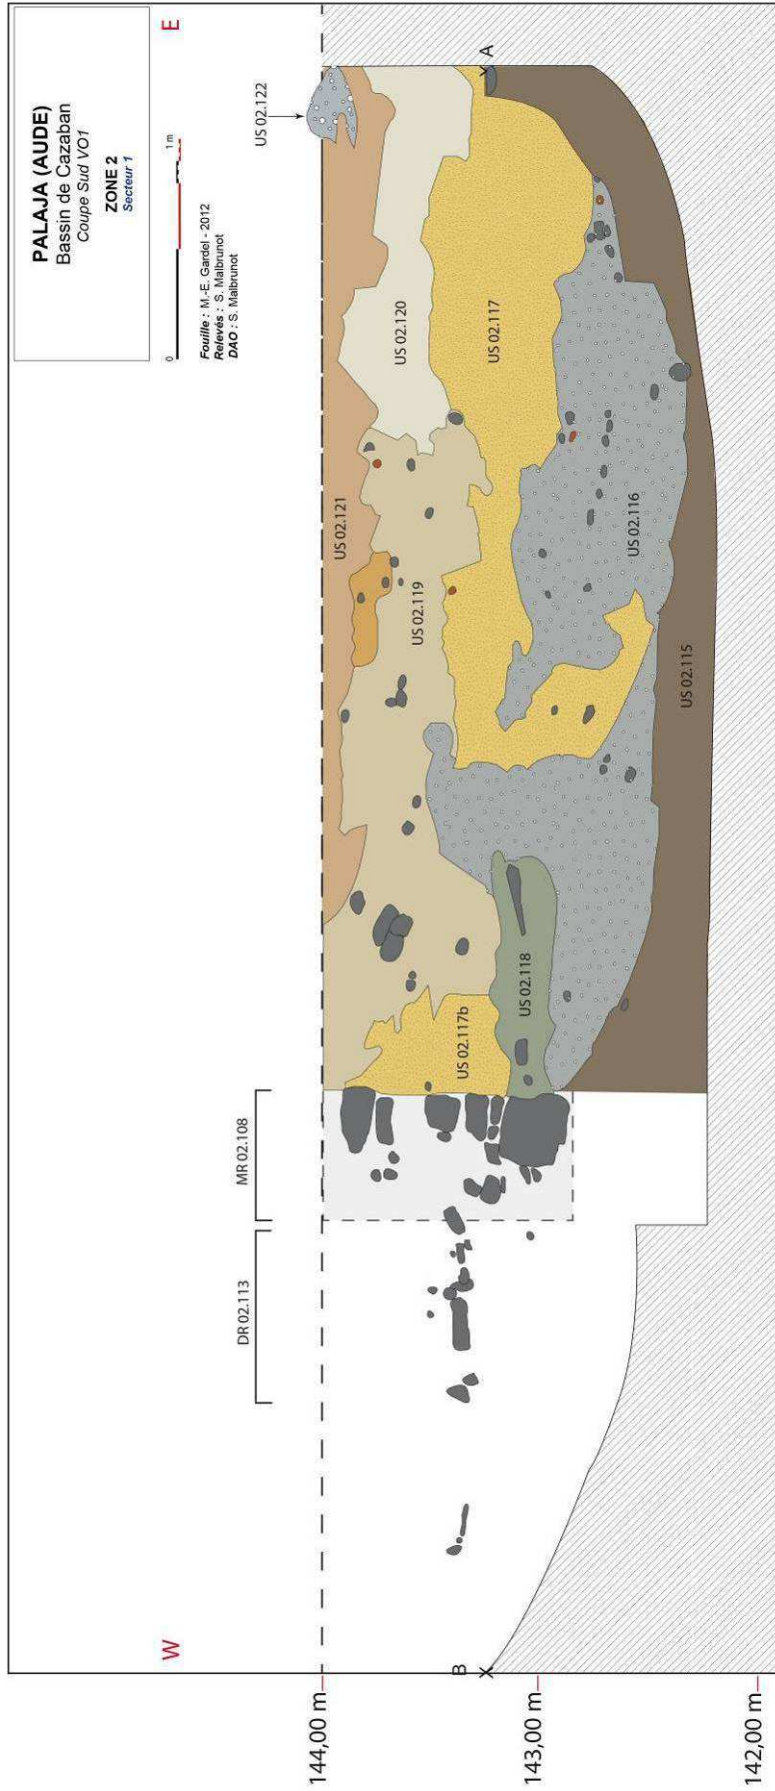 PALAJA (AUDE)
Bassin de Cazaban
Coupe Sud VO1
ZONE 2
Secteur 1
0
1 m
Fouille : M.-E. Gardel - 2012
Relevés : S. Malbrunot
DAO : S. Malbrunot
W
E
DR 02.113
MR 02.108
US 02.122
144,00 m
US 02.121
US 02.120
US 02.119
US 02.117b
US 02.117
B
A
143,00 m
US 02.118
US 02.116
US 02.115
142,00 m